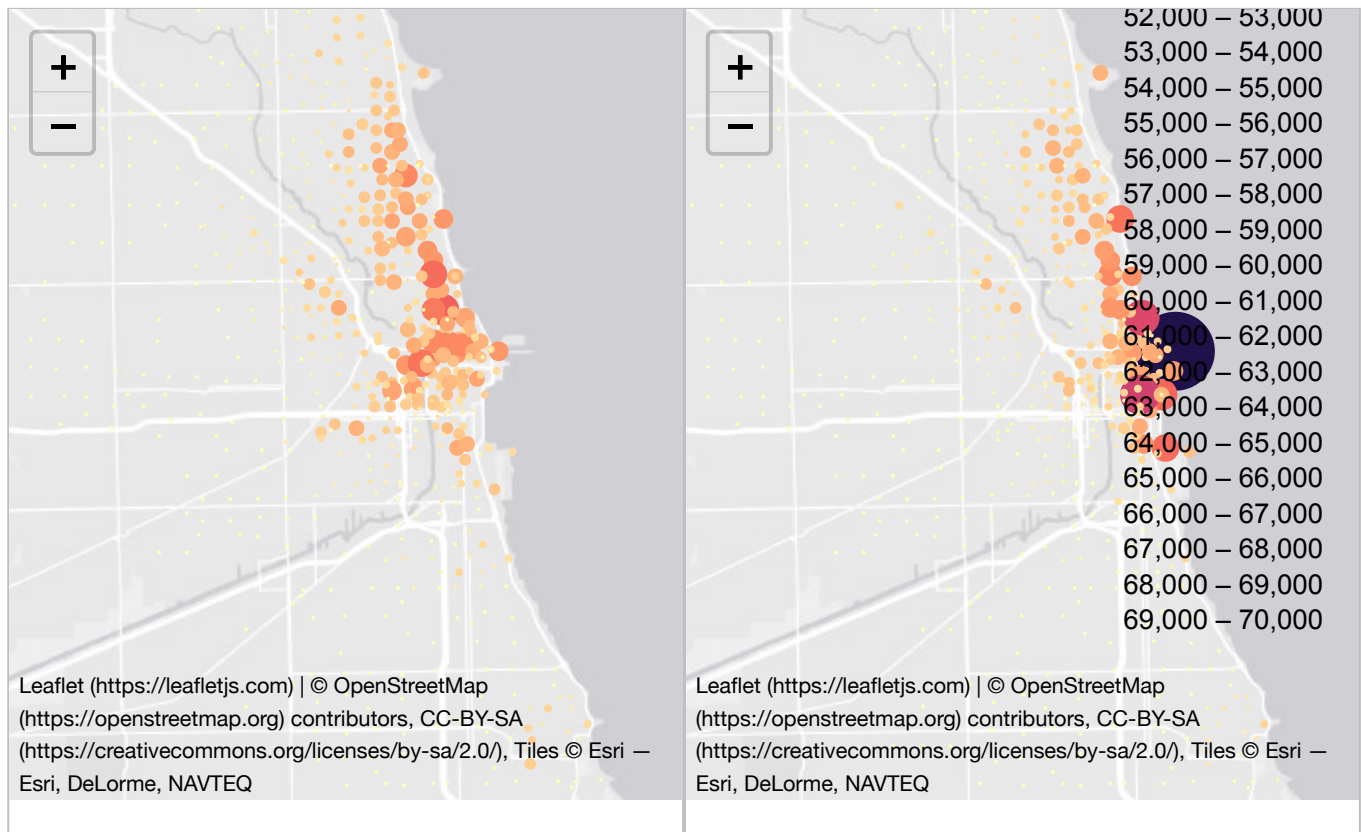 +
−
Leaflet (https://leafletjs.com) | © OpenStreetMap
(https://openstreetmap.org) contributors, CC-BY-SA
(https://creativecommons.org/licenses/by-sa/2.0/), Tiles © Esri —
Esri, DeLorme, NAVTEQ
+
−
52,000 – 53,000
53,000 – 54,000
54,000 – 55,000
55,000 – 56,000
56,000 – 57,000
57,000 – 58,000
58,000 – 59,000
59,000 – 60,000
60,000 – 61,000
61,000 – 62,000
62,000 – 63,000
63,000 – 64,000
64,000 – 65,000
65,000 – 66,000
66,000 – 67,000
67,000 – 68,000
68,000 – 69,000
69,000 – 70,000
Leaflet (https://leafletjs.com) | © OpenStreetMap
(https://openstreetmap.org) contributors, CC-BY-SA
(https://creativecommons.org/licenses/by-sa/2.0/), Tiles © Esri —
Esri, DeLorme, NAVTEQ